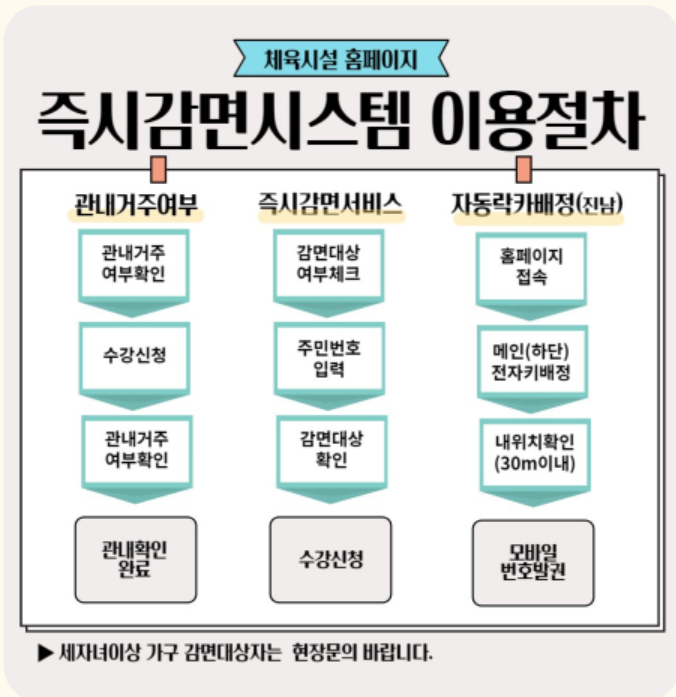 체육시설 홈페이지
즉시감면시스템 이용절차
관내거주여부
관내거주
여부확인
수강신청
관내거주
여부확인
관내확인
완료
즉시감면서비스
감면대상
여부체크
주민번호
입력
감면대상
확인
수강신청
자동락카배정(진남)
홈페이지
접속
메인(하단)
전자키배정
내위치확인
(30m이내)
모바일
번호발권
▶ 세자녀이상 가구 감면대상자는 현장문의 바랍니다.